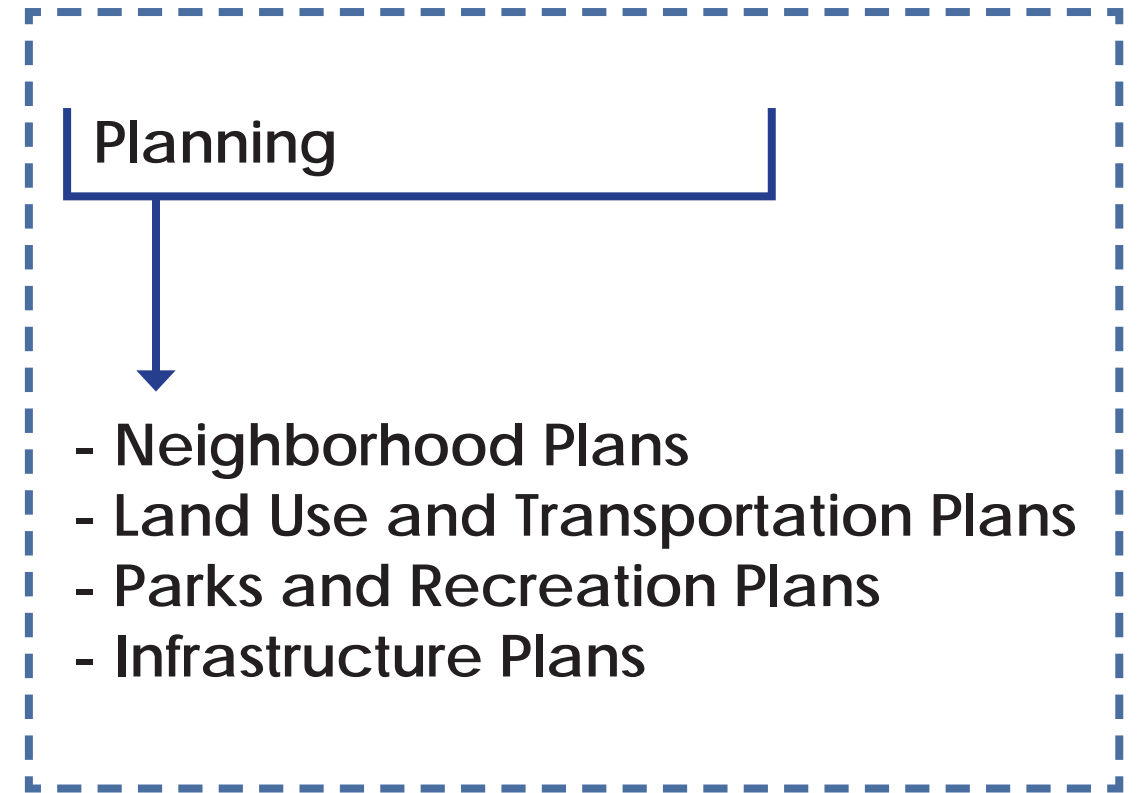 Planning
- Neighborhood Plans
- Land Use and Transportation Plans
- Parks and Recreation Plans
- Infrastructure Plans